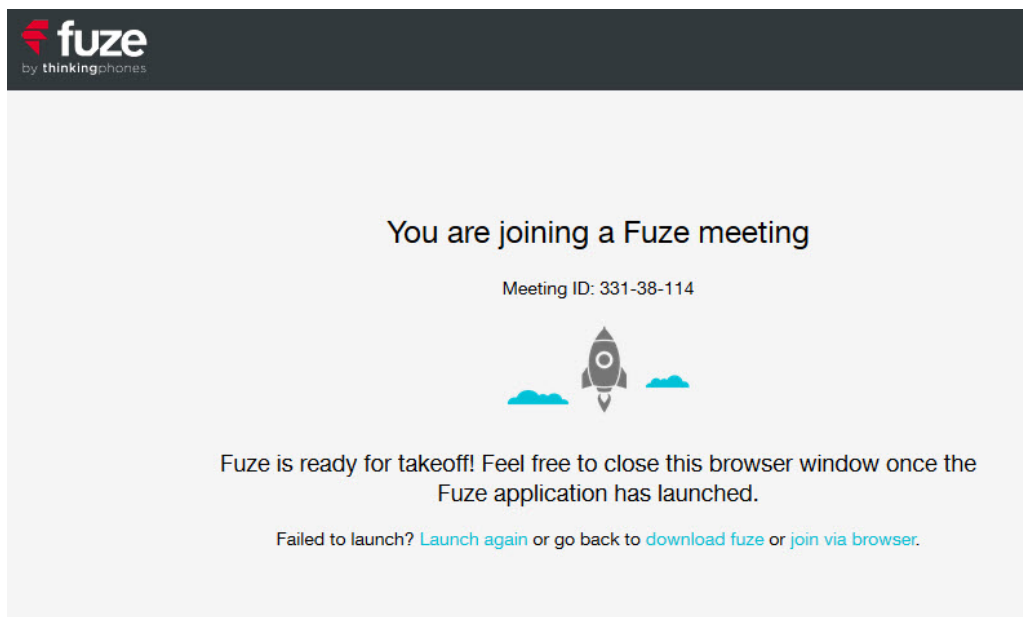 fuze
by thinkingphones
You are joining a Fuze meeting
Meeting ID: 331-38-114
Fuze is ready for takeoff! Feel free to close this browser window once the
Fuze application has launched.
Failed to launch? Launch again or go back to download fuze or join via browser.